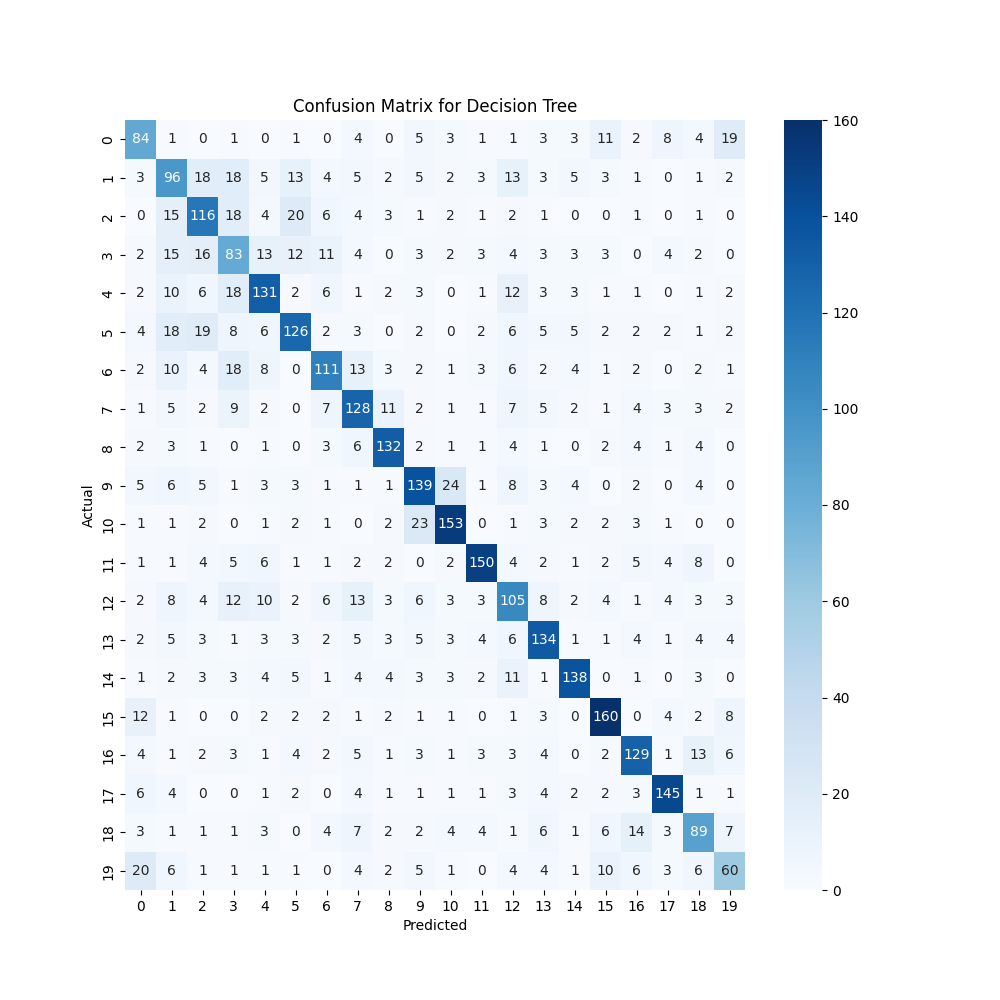 Confusion Matrix for Decision Tree
0 84 1 0 1 0 1 0 4 0 5 3 1 1 3 3 11 2 8 4 19
1 3 96 18 18 5 13 4 5 2 5 2 3 13 3 5 3 1 0 1 2
2 0 15 116 18 4 20 6 4 3 1 2 1 2 1 0 0 1 0 1 0
3 2 15 16 83 13 12 11 4 0 3 2 3 4 3 3 3 0 4 2 0
4 2 10 6 18 131 2 6 1 2 3 0 1 12 3 3 1 1 0 1 2
5 4 18 19 8 6 126 2 3 0 2 0 2 6 5 5 2 2 2 1 2
6 2 10 4 18 8 0 111 13 3 2 1 3 6 2 4 1 2 0 2 1
7 1 5 2 9 2 0 7 128 11 2 1 1 7 5 2 1 4 3 3 2
8 2 3 1 0 1 0 3 6 132 2 1 1 4 1 0 2 4 1 4 0
9 5 6 5 1 3 3 1 1 1 139 24 1 8 3 4 0 2 0 4 0
10 1 1 2 0 1 2 1 0 2 23 153 0 1 3 2 2 3 1 0 0
11 1 1 4 5 6 1 1 2 2 0 2 150 4 2 1 2 5 4 8 0
12 2 8 4 12 10 2 6 13 3 6 3 3 105 8 2 4 1 4 3 3
13 2 5 3 1 3 3 2 5 3 5 3 4 6 134 1 1 4 1 4 4
14 1 2 3 3 4 5 1 4 4 3 3 2 11 1 138 0 1 0 3 0
15 12 1 0 0 2 2 2 1 2 1 1 0 1 3 0 160 0 4 2 8
16 4 1 2 3 1 4 2 5 1 3 1 3 3 4 0 2 129 1 13 6
17 6 4 0 0 1 2 0 4 1 1 1 1 3 4 2 2 3 145 1 1
18 3 1 1 1 3 0 4 7 2 2 4 4 1 6 1 6 14 3 89 7
19 20 6 1 1 1 1 0 4 2 5 1 0 4 4 1 10 6 3 6 60
0 1 2 3 4 5 6 7 8 9 10 11 12 13 14 15 16 17 18 19
Predicted
Actual
160
140
120
100
80
60
40
20
0